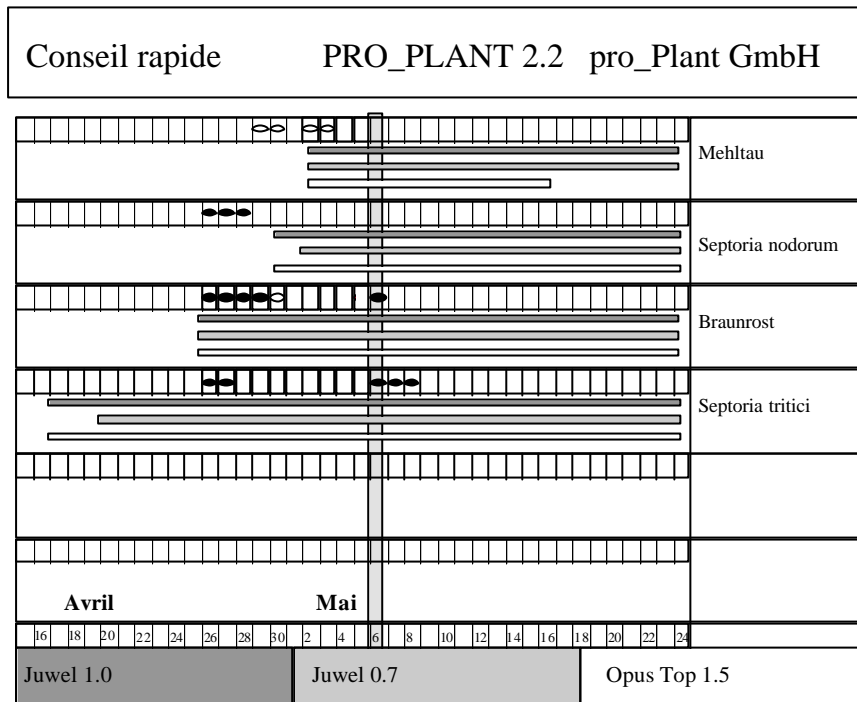 Conseil rapide PRO_PLANT 2.2 pro_Plant GmbH
Mehltau
Septoria nodorum
Braunrost
Septoria tritici
Avril Mai
16 18 20 22 24 26 28 30 2 4 6 8 10 12 14 16 18 20 22 24
Juwel 1.0 Juwel 0.7 Opus Top 1.5